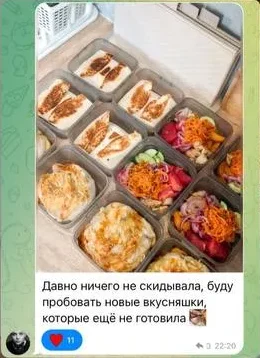 Давно ничего не скидывала, буду
пробовать новые вкусняшки,
которые ещё не готовила
11
3 22:20